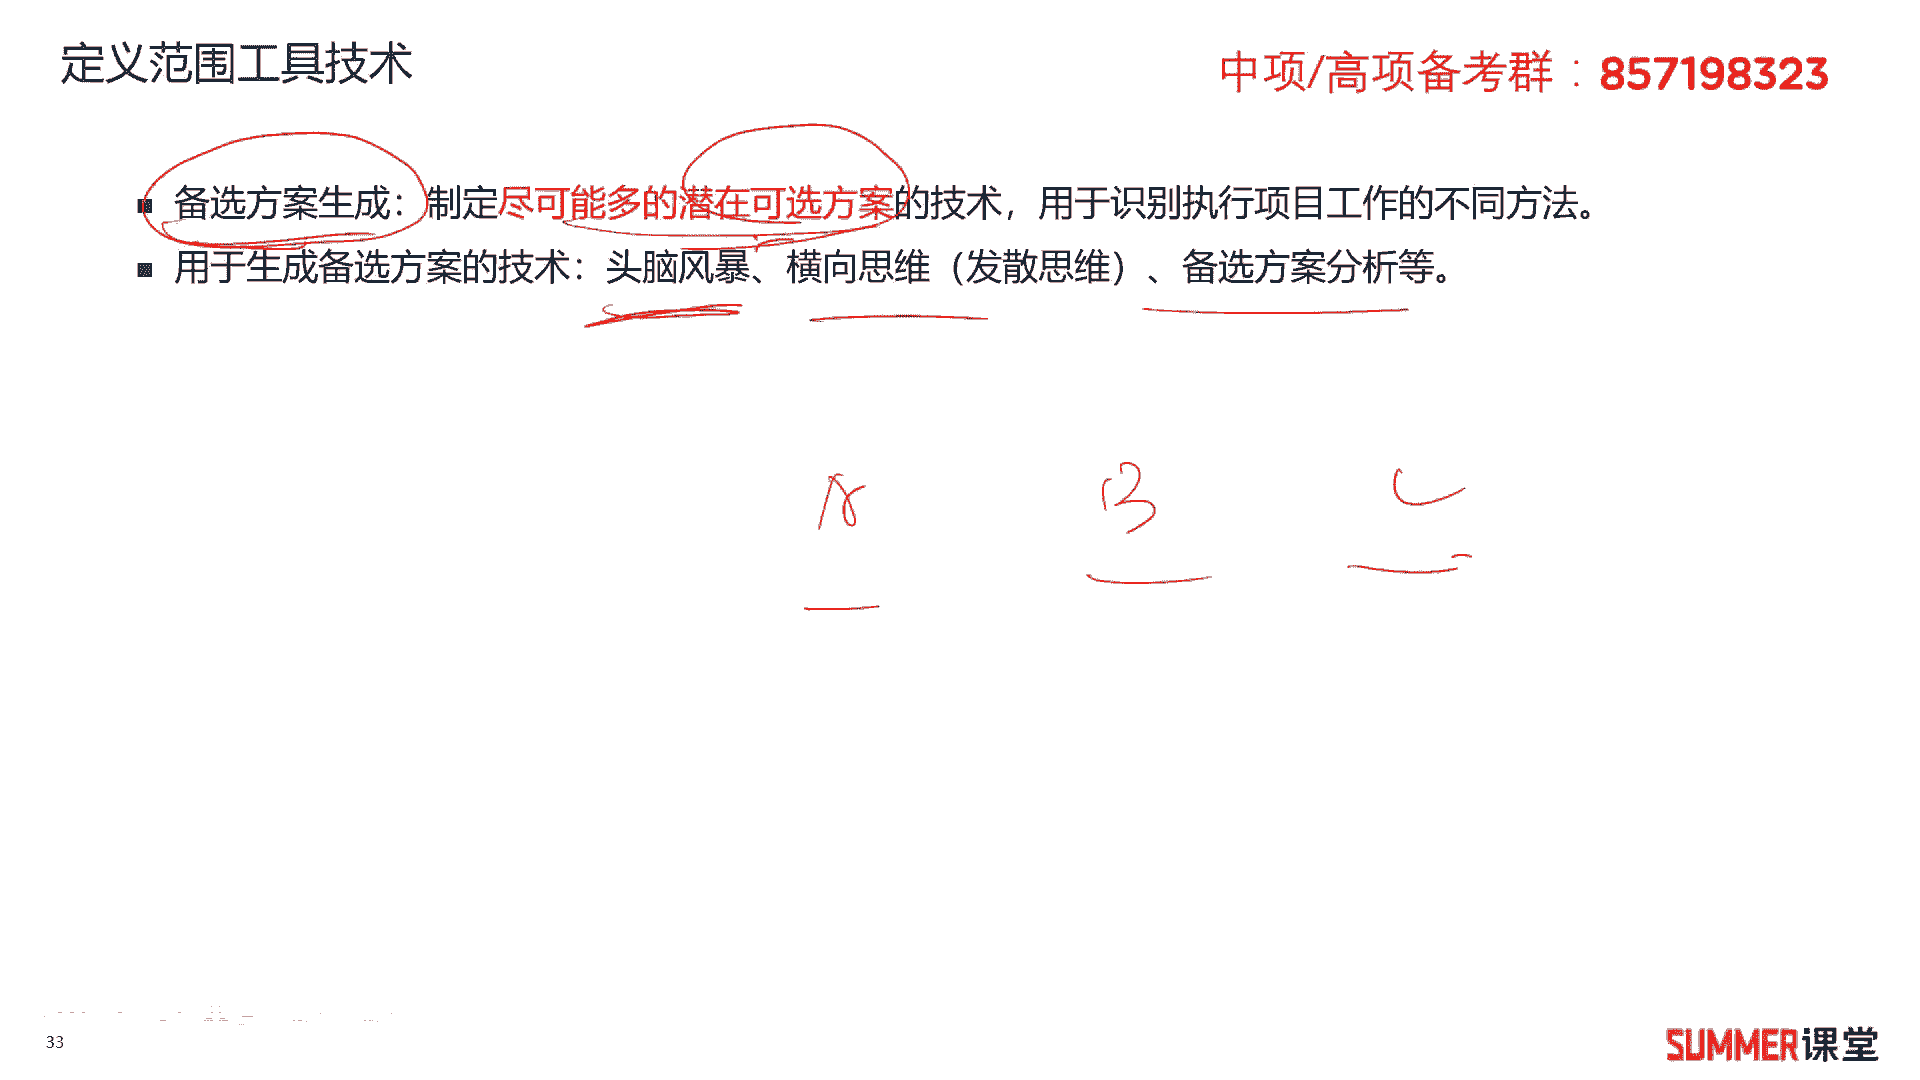 定义范围工具技术
中项/高项备考群：857198323
▪ 备选方案生成：制定尽可能多的潜在可选方案的技术，用于识别执行项目工作的不同方法。
▪ 用于生成备选方案的技术：头脑风暴、横向思维（发散思维）、备选方案分析等。
A B C
33
SUMMER课堂